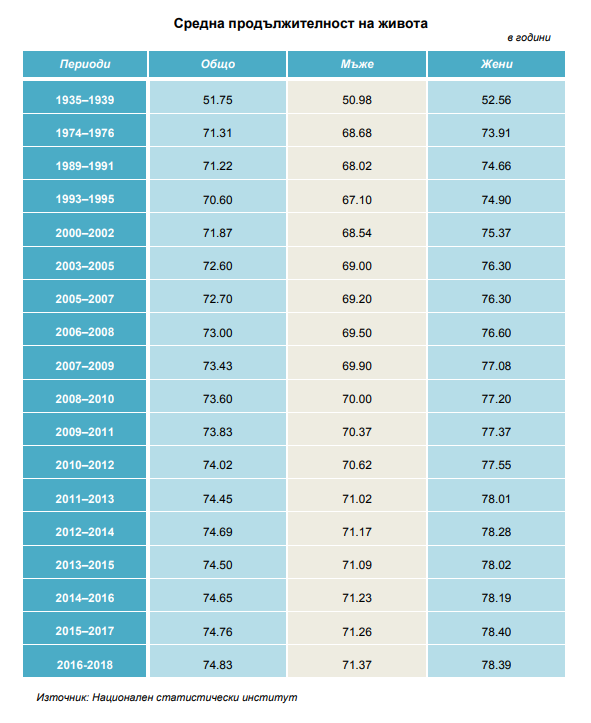 Средна продължителност на живота
в години
Периоди Общо Мъже Жени
1935–1939 51.75 50.98 52.56
1974–1976 71.31 68.68 73.91
1989–1991 71.22 68.02 74.66
1993–1995 70.60 67.10 74.90
2000–2002 71.87 68.54 75.37
2003–2005 72.60 69.00 76.30
2005–2007 72.70 69.20 76.30
2006–2008 73.00 69.50 76.60
2007–2009 73.43 69.90 77.08
2008–2010 73.60 70.00 77.20
2009–2011 73.83 70.37 77.37
2010–2012 74.02 70.62 77.55
2011–2013 74.45 71.02 78.01
2012–2014 74.69 71.17 78.28
2013–2015 74.50 71.09 78.02
2014–2016 74.65 71.23 78.19
2015–2017 74.76 71.26 78.40
2016-2018 74.83 71.37 78.39
Източник: Национален статистически институт